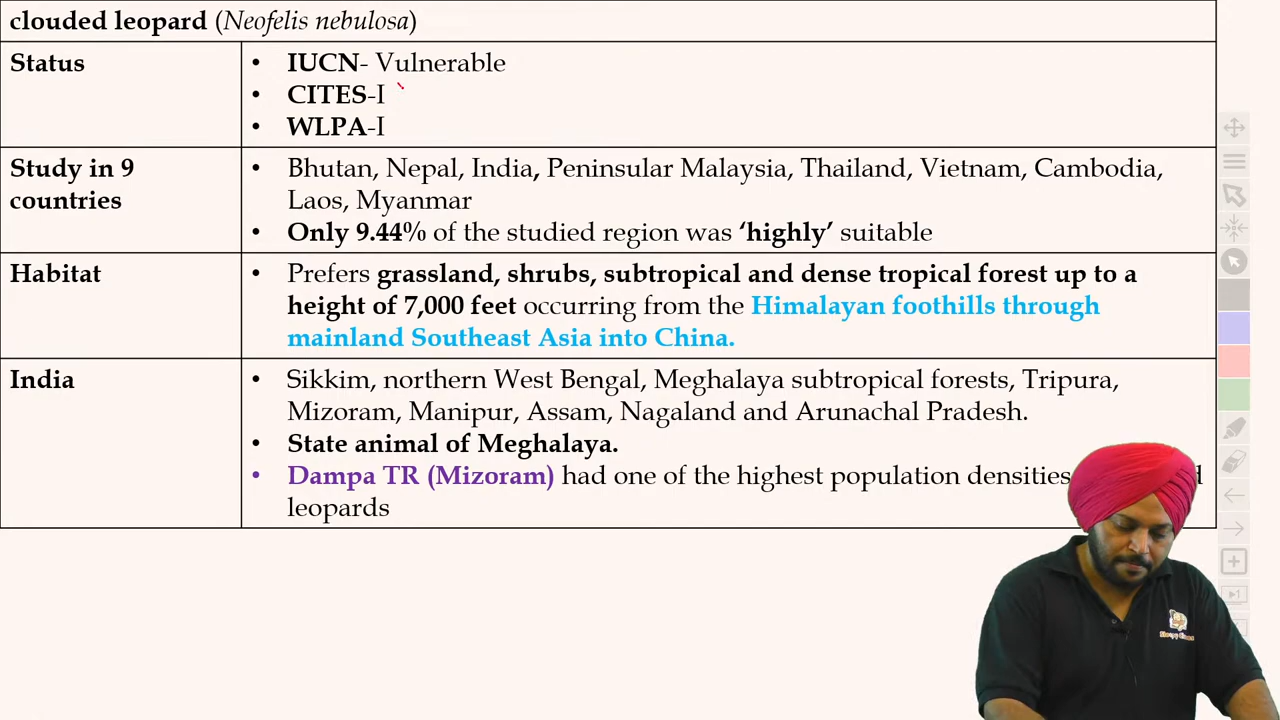 clouded leopard (Neofelis nebulosa)
Status
• IUCN- Vulnerable
• CITES-I
• WLPA-I
Study in 9
countries
• Bhutan, Nepal, India, Peninsular Malaysia, Thailand, Vietnam, Cambodia,
Laos, Myanmar
• Only 9.44% of the studied region was ‘highly’ suitable
Habitat
• Prefers grassland, shrubs, subtropical and dense tropical forest up to a
height of 7,000 feet occurring from the Himalayan foothills through
mainland Southeast Asia into China.
India
• Sikkim, northern West Bengal, Meghalaya subtropical forests, Tripura,
Mizoram, Manipur, Assam, Nagaland and Arunachal Pradesh.
• State animal of Meghalaya.
• Dampa TR (Mizoram) had one of the highest population densities
leopards